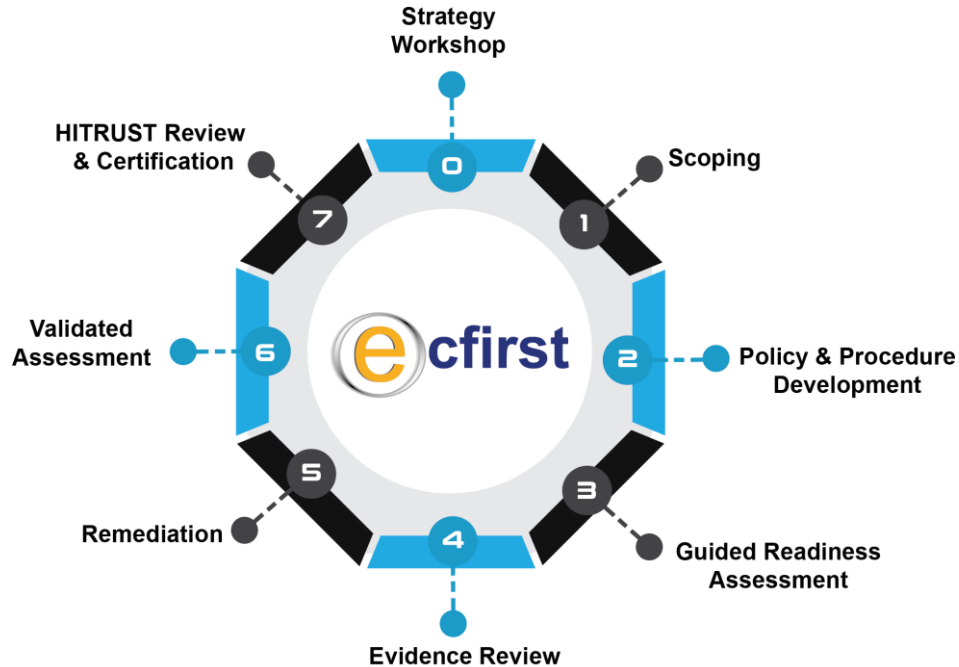 Strategy
Workshop
0
HITRUST Review
& Certification
7
1
Scoping
Validated
Assessment
6
ecfirst
2
Policy & Procedure
Development
5
Remediation
3
Guided Readiness
Assessment
4
Evidence Review